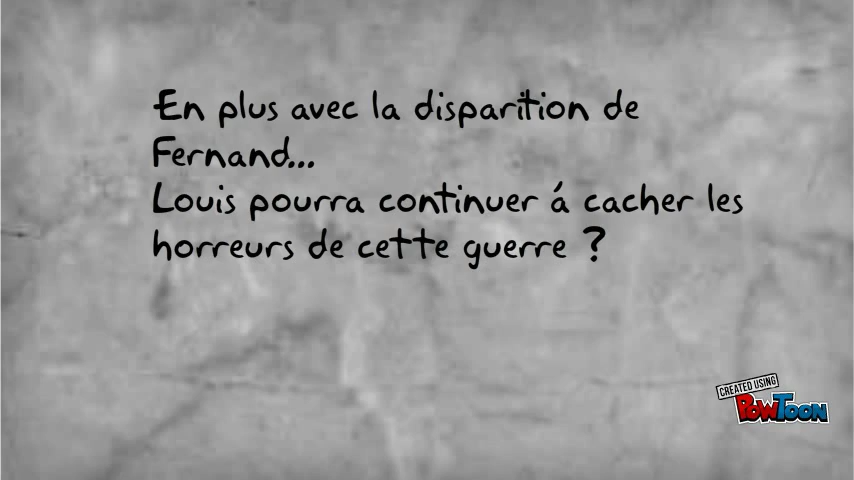 En plus avec la disparition de
Fernand...
Louis pourra continuer á cacher les
horreurs de cette guerre ?
CREATED USING
POWTOON